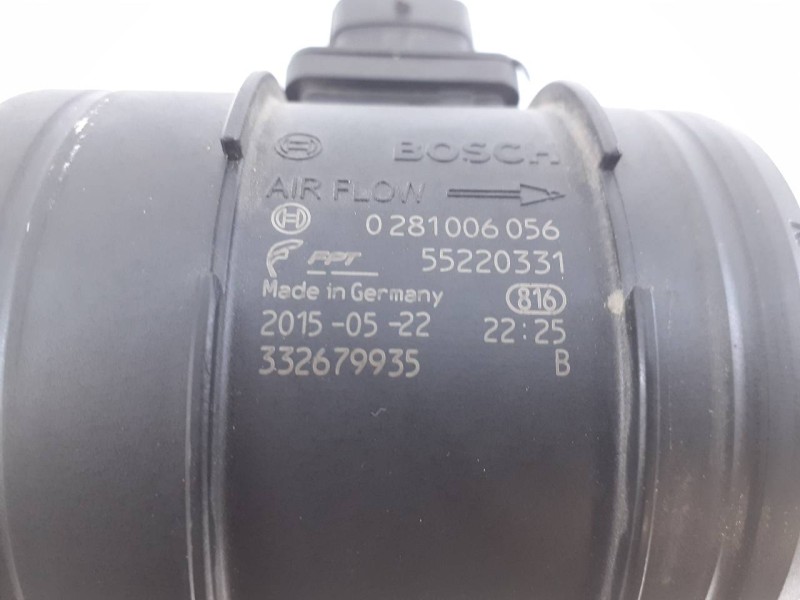 BOSCH
AIR FLOW
0 281 006 056
FPT 55220331
Made in Germany 816
2015-05-22 22:25
332679935 B